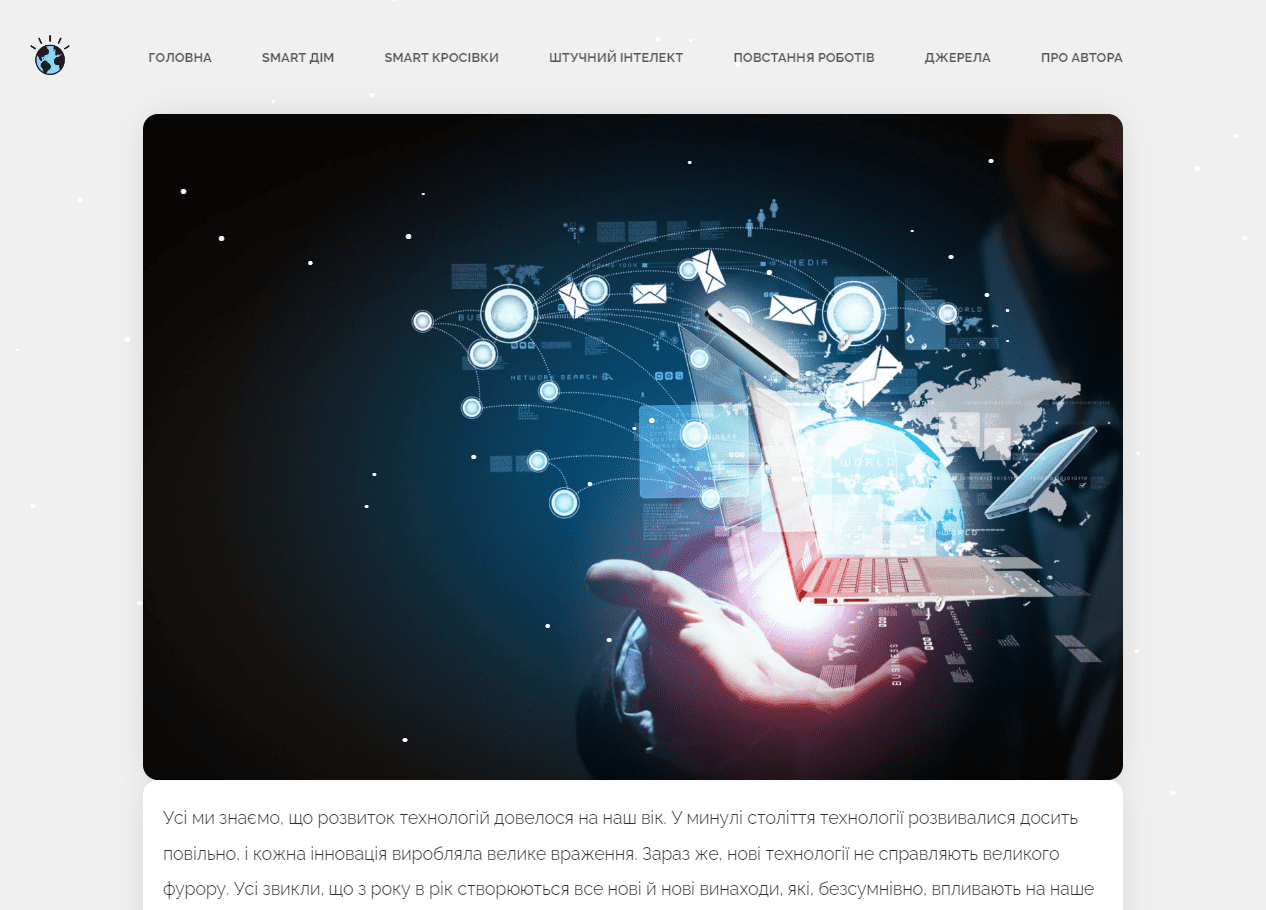 ГОЛОВНА SMART ДІМ SMART КРОСІВКИ ШТУЧНИЙ ІНТЕЛЕКТ ПОВСТАННЯ РОБОТІВ ДЖЕРЕЛА ПРО АВТОРА
MEDIA
WORLD
NETWORK SEARCH
WORLD
WORLD
BUSINESS
Усі ми знаємо, що розвиток технологій довелося на наш вік. У минулі століття технології розвивалися досить
повільно, і кожна інновація виробляла велике враження. Зараз же, нові технології не справляють великого
фурору. Усі звикли, що з року в рік створюються все нові й нові винаходи, які, безсумнівно, впливають на наше